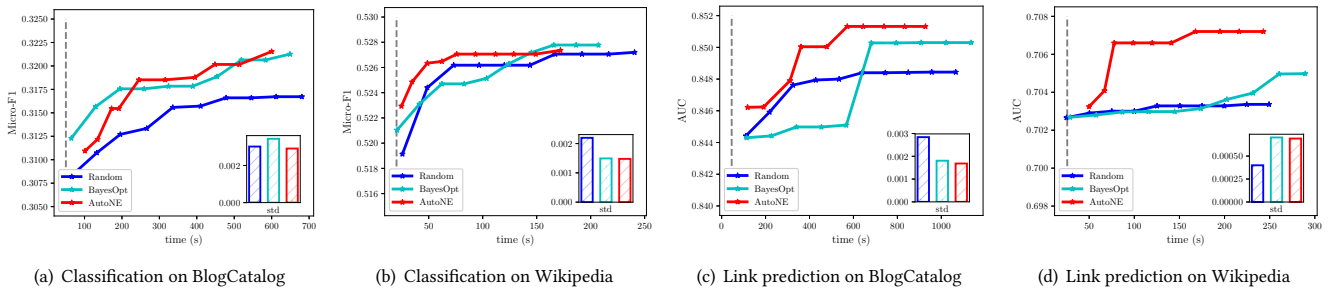 0.3250
0.3225
0.3200
0.3175
0.3150
0.3125
0.3100
0.3075
0.3050
Micro-F1
100 200 300 400 500 600 700
time (s)
Random
BayesOpt
AutoNE
0.002
0.000
std
(a) Classification on BlogCatalog
0.530
0.528
0.526
0.524
0.522
0.520
0.518
0.516
Micro-F1
0 50 100 150 200 250
time (s)
Random
BayesOpt
AutoNE
0.002
0.001
0.000
std
(b) Classification on Wikipedia
0.852
0.850
0.848
0.846
0.844
0.842
0.840
AUC
0 200 400 600 800 1000
time (s)
Random
BayesOpt
AutoNE
0.003
0.002
0.001
0.000
std
(c) Link prediction on BlogCatalog
0.708
0.706
0.704
0.702
0.700
0.698
AUC
50 100 150 200 250 300
time (s)
Random
BayesOpt
AutoNE
0.00050
0.00025
0.00000
std
(d) Link prediction on Wikipedia